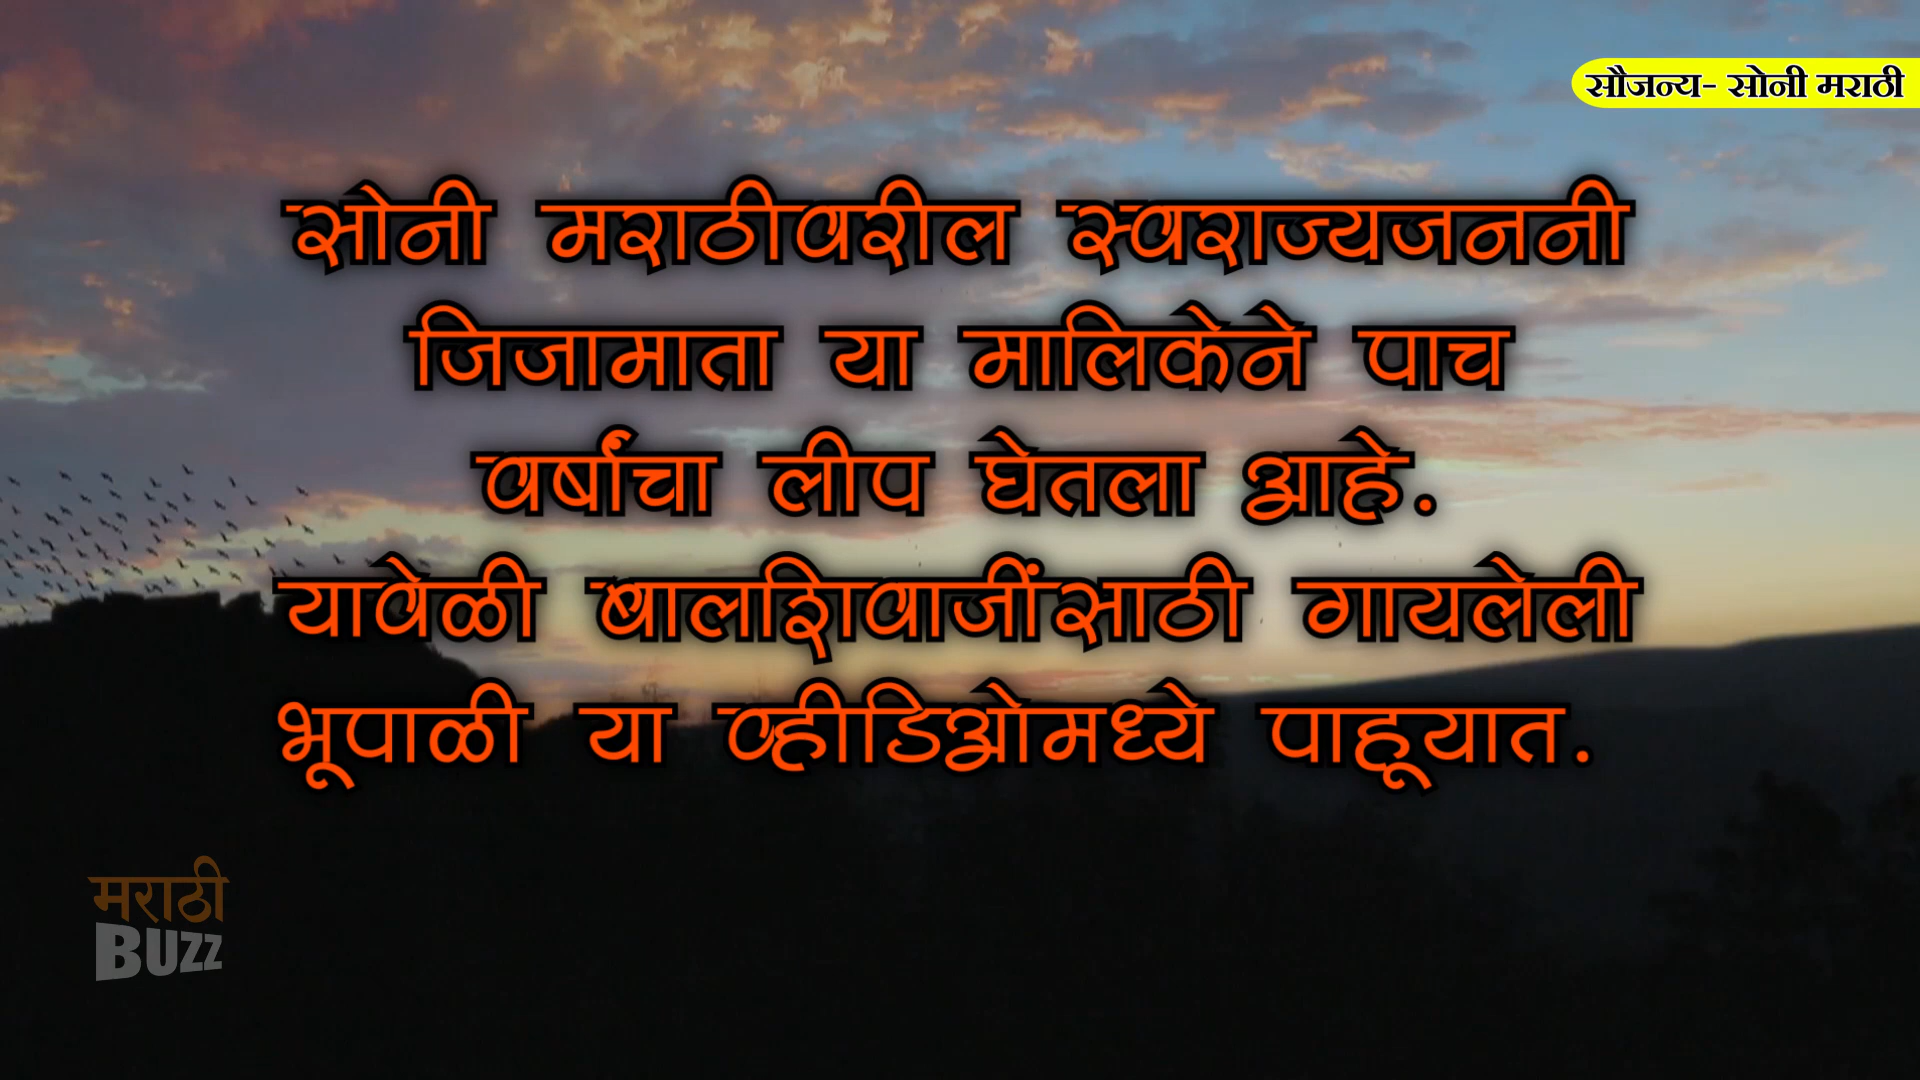 सौजन्य- सोनी मराठी
सोनी मराठीवरील स्वराज्यजननी
जिजामाता या मालिकेने पाच
वर्षांचा लीप घेतला आहे.
यावेळी बालशिवाजींसाठी गायलेली
भूपाळी या व्हीडिओमध्ये पाहूयात.
मराठी
BUZZ